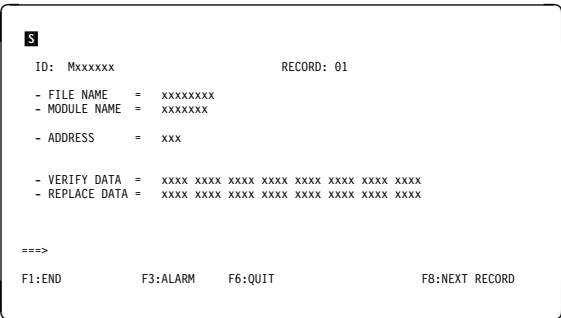 S
ID: Mxxxxxx RECORD: 01
- FILE NAME = xxxxxxxx
- MODULE NAME = xxxxxxx
- ADDRESS = xxx
- VERIFY DATA = xxxx xxxx xxxx xxxx xxxx xxxx xxxx xxxx
- REPLACE DATA = xxxx xxxx xxxx xxxx xxxx xxxx xxxx xxxx
===>
F1:END F3:ALARM F6:QUIT F8:NEXT RECORD